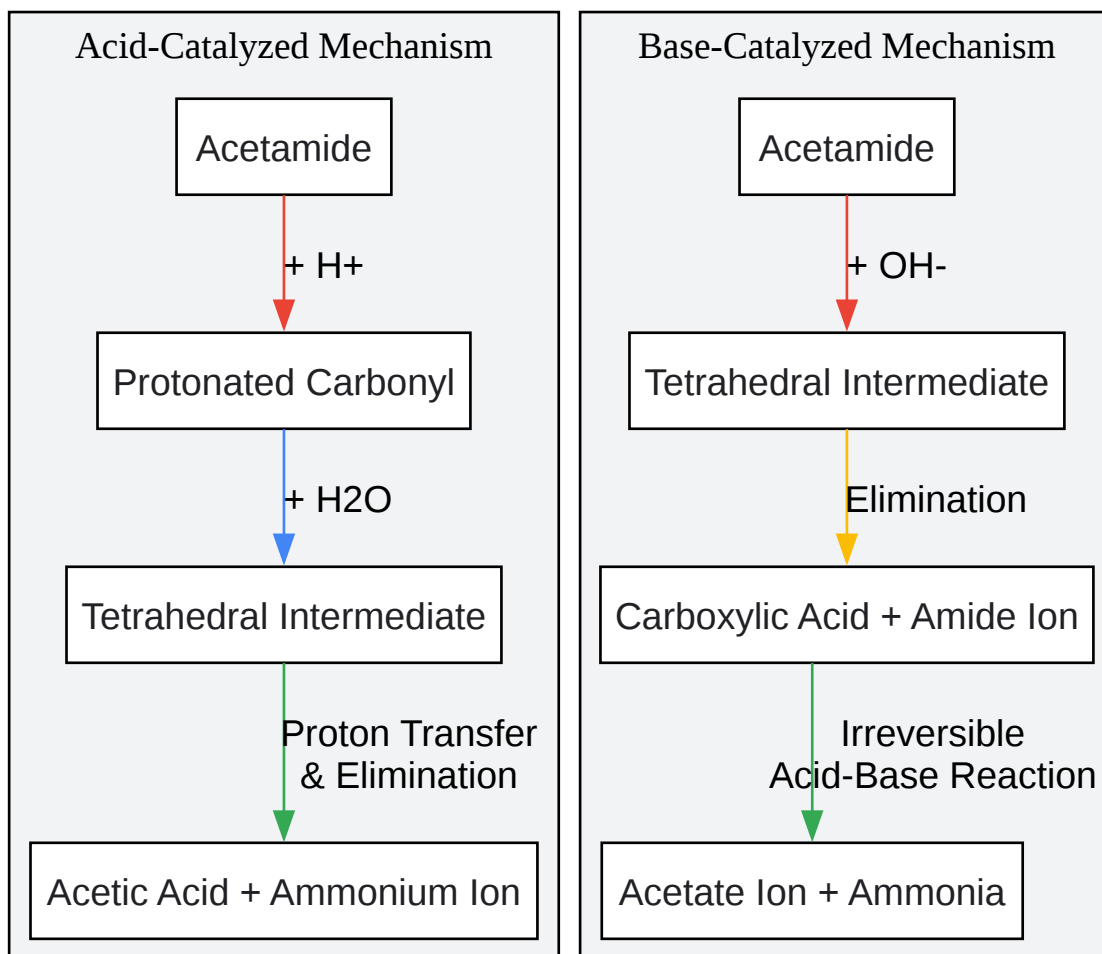 Acid-Catalyzed Mechanism
Acetamide
+ H+
Protonated Carbonyl
+ H2O
Tetrahedral Intermediate
Proton Transfer
& Elimination
Acetic Acid + Ammonium Ion
Base-Catalyzed Mechanism
Acetamide
+ OH-
Tetrahedral Intermediate
Elimination
Carboxylic Acid + Amide Ion
Irreversible
Acid-Base Reaction
Acetate Ion + Ammonia